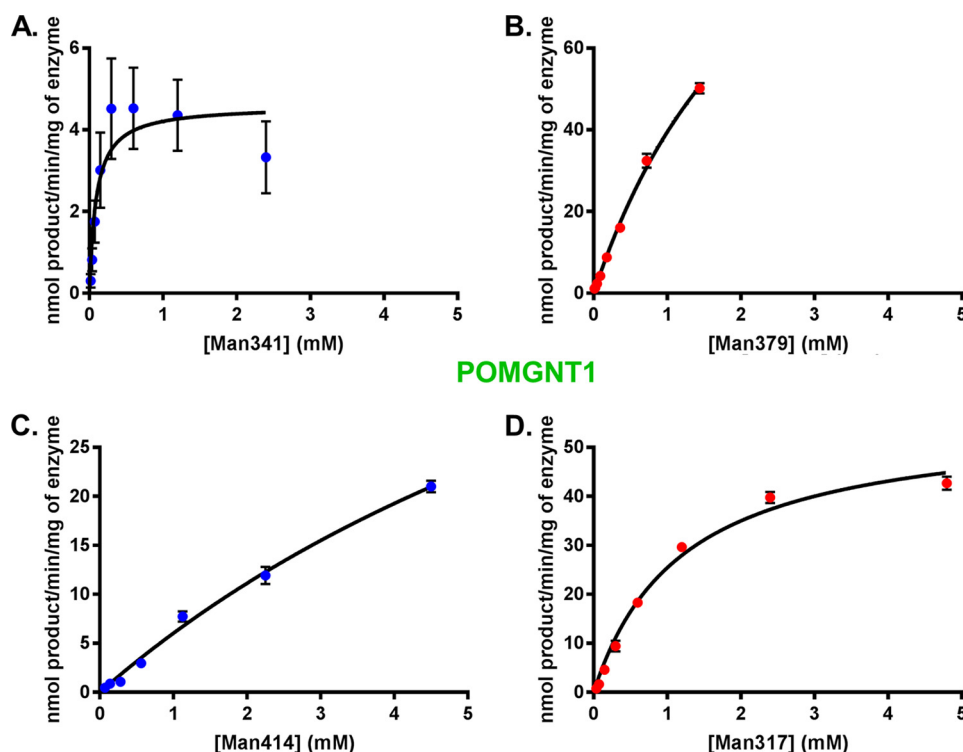 A.
nmol product/min/mg of enzyme
6
4
2
0
0 1 2 3 4 5
[Man341] (mM)
B.
nmol product/min/mg of enzyme
60
40
20
0
0 1 2 3 4 5
[Man379] (mM)
POMGNT1
C.
nmol product/min/mg of enzyme
25
20
15
10
5
0
0 1 2 3 4 5
[Man414] (mM)
D.
nmol product/min/mg of enzyme
50
40
30
20
10
0
0 1 2 3 4 5
[Man317] (mM)